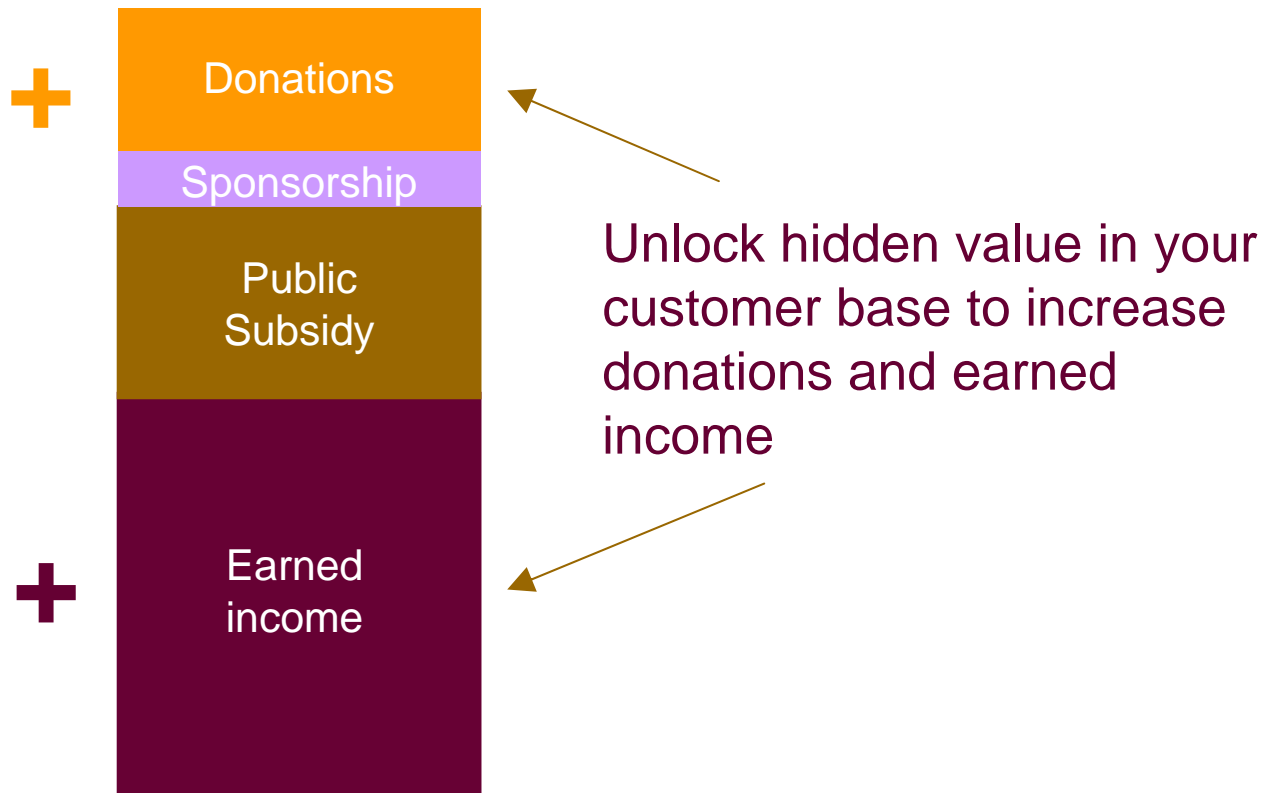 +
Donations
Sponsorship
Public
Subsidy
Unlock hidden value in your
customer base to increase
donations and earned
income
+
Earned
income